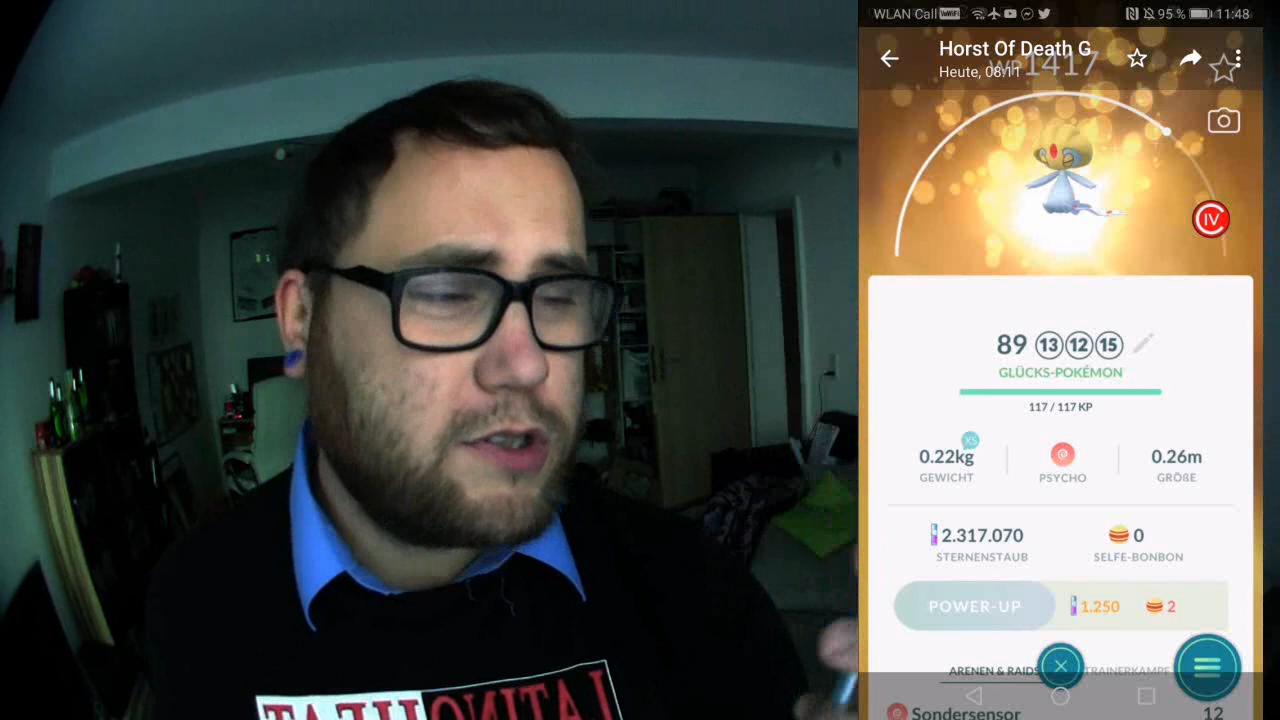 WLAN Call VoWiFi 95 % 11:48
Horst Of Death G
Heute, 08:11
WP1417
IV
89 13 12 15
GLÜCKS-POKÉMON
117 / 117 KP
XS
0.22kg
GEWICHT
PSYCHO
0.26m
GRÖßE
2.317.070
STERNENSTAUB
0
SELFE-BONBON
POWER-UP 1.250 2
ARENEN & RAIDS TRAINERKÄMPF
Sondersensor 12